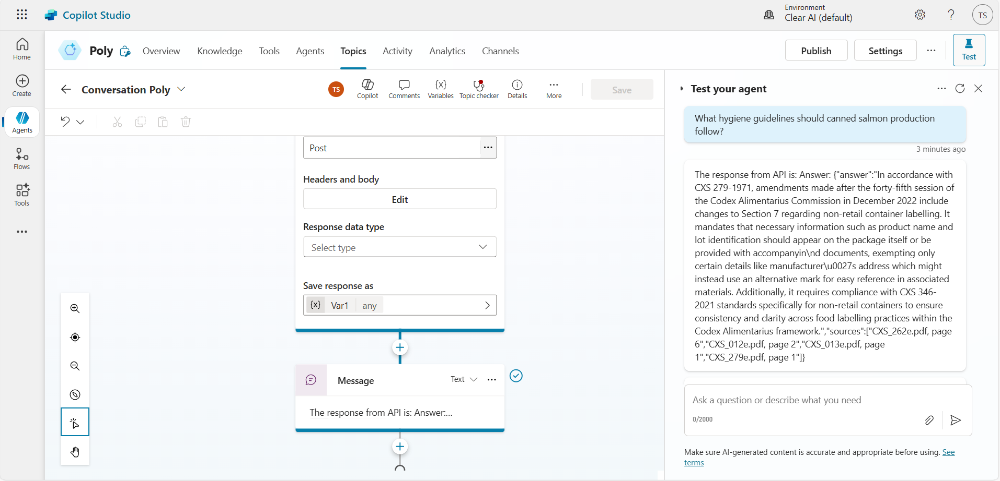 Copilot Studio
Environment
Clear AI (default)
TS
Home
Create
Agents
Flows
Tools
Poly
Overview
Knowledge
Tools
Agents
Topics
Activity
Analytics
Channels
Publish
Settings
Test
Conversation Poly
TS
Copilot
Comments
{x}
Variables
Topic checker
Details
More
Save
Post
Headers and body
Edit
Response data type
Select type
Save response as
{x} Var1 any
Message
Text
The response from API is: Answer:...
Test your agent
What hygiene guidelines should canned salmon production
follow?
3 minutes ago
The response from API is: Answer: {"answer":"In accordance with
CXS 279-1971, amendments made after the forty-fifth session of
the Codex Alimentarius Commission in December 2022 include
changes to Section 7 regarding non-retail container labelling. It
mandates that necessary information such as product name and
lot identification should appear on the package itself or be
provided with accompanyin\nd documents, exempting only
certain details like manufacturer\u0027s address which might
instead use an alternative mark for easy reference in associated
materials. Additionally, it requires compliance with CXS 346-
2021 standards specifically for non-retail containers to ensure
consistency and clarity across food labelling practices within the
Codex Alimentarius framework.","sources":["CXS_262e.pdf, page
6","CXS_012e.pdf, page 2","CXS_013e.pdf, page
1","CXS_279e.pdf, page 1"]}
Ask a question or describe what you need
0/2000
Make sure AI-generated content is accurate and appropriate before using. See
terms